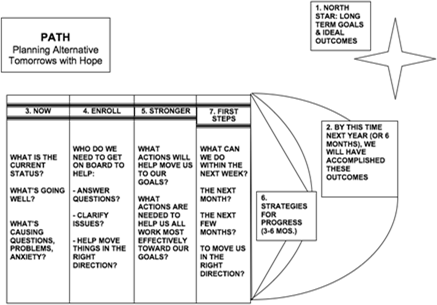 PATH
Planning Alternative
Tomorrows with Hope
1. NORTH
STAR: LONG
TERM GOALS
& IDEAL
OUTCOMES
2. BY THIS TIME
NEXT YEAR (OR 6
MONTHS), WE
WILL HAVE
ACCOMPLISHED
THESE
OUTCOMES
3. NOW
WHAT IS THE
CURRENT
STATUS?
WHAT'S GOING
WELL?
WHAT'S
CAUSING
QUESTIONS,
PROBLEMS,
ANXIETY?
4. ENROLL
WHO DO WE
NEED TO GET
ON BOARD TO
HELP:
- ANSWER
QUESTIONS?
- CLARIFY
ISSUES?
- HELP MOVE
THINGS IN THE
RIGHT
DIRECTION?
5. STRONGER
WHAT
ACTIONS WILL
HELP MOVE US
TO OUR
GOALS?
WHAT
ACTIONS ARE
NEEDED TO
HELP US ALL
WORK MOST
EFFECTIVELY
TOWARD OUR
GOALS?
7. FIRST
STEPS
WHAT CAN
WE DO
WITHIN THE
NEXT WEEK?
THE NEXT
MONTH?
THE NEXT
FEW
MONTHS?
TO MOVE US
IN THE
RIGHT
DIRECTION?
6.
STRATEGIES
FOR
PROGRESS
(3-6 MOS.)